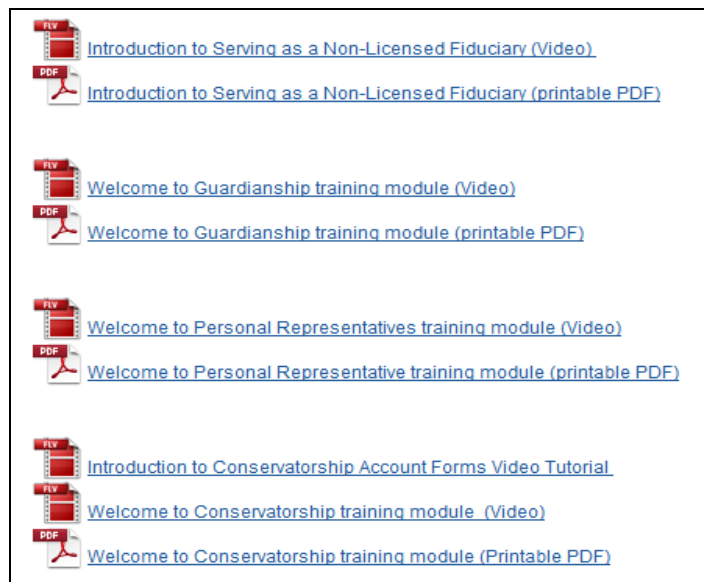 FLV
Introduction to Serving as a Non-Licensed Fiduciary (Video)
PDF
Introduction to Serving as a Non-Licensed Fiduciary (printable PDF)
FLV
Welcome to Guardianship training module (Video)
PDF
Welcome to Guardianship training module (printable PDF)
FLV
Welcome to Personal Representatives training module (Video)
PDF
Welcome to Personal Representative training module (printable PDF)
FLV
Introduction to Conservatorship Account Forms Video Tutorial
FLV
Welcome to Conservatorship training module (Video)
PDF
Welcome to Conservatorship training module (Printable PDF)